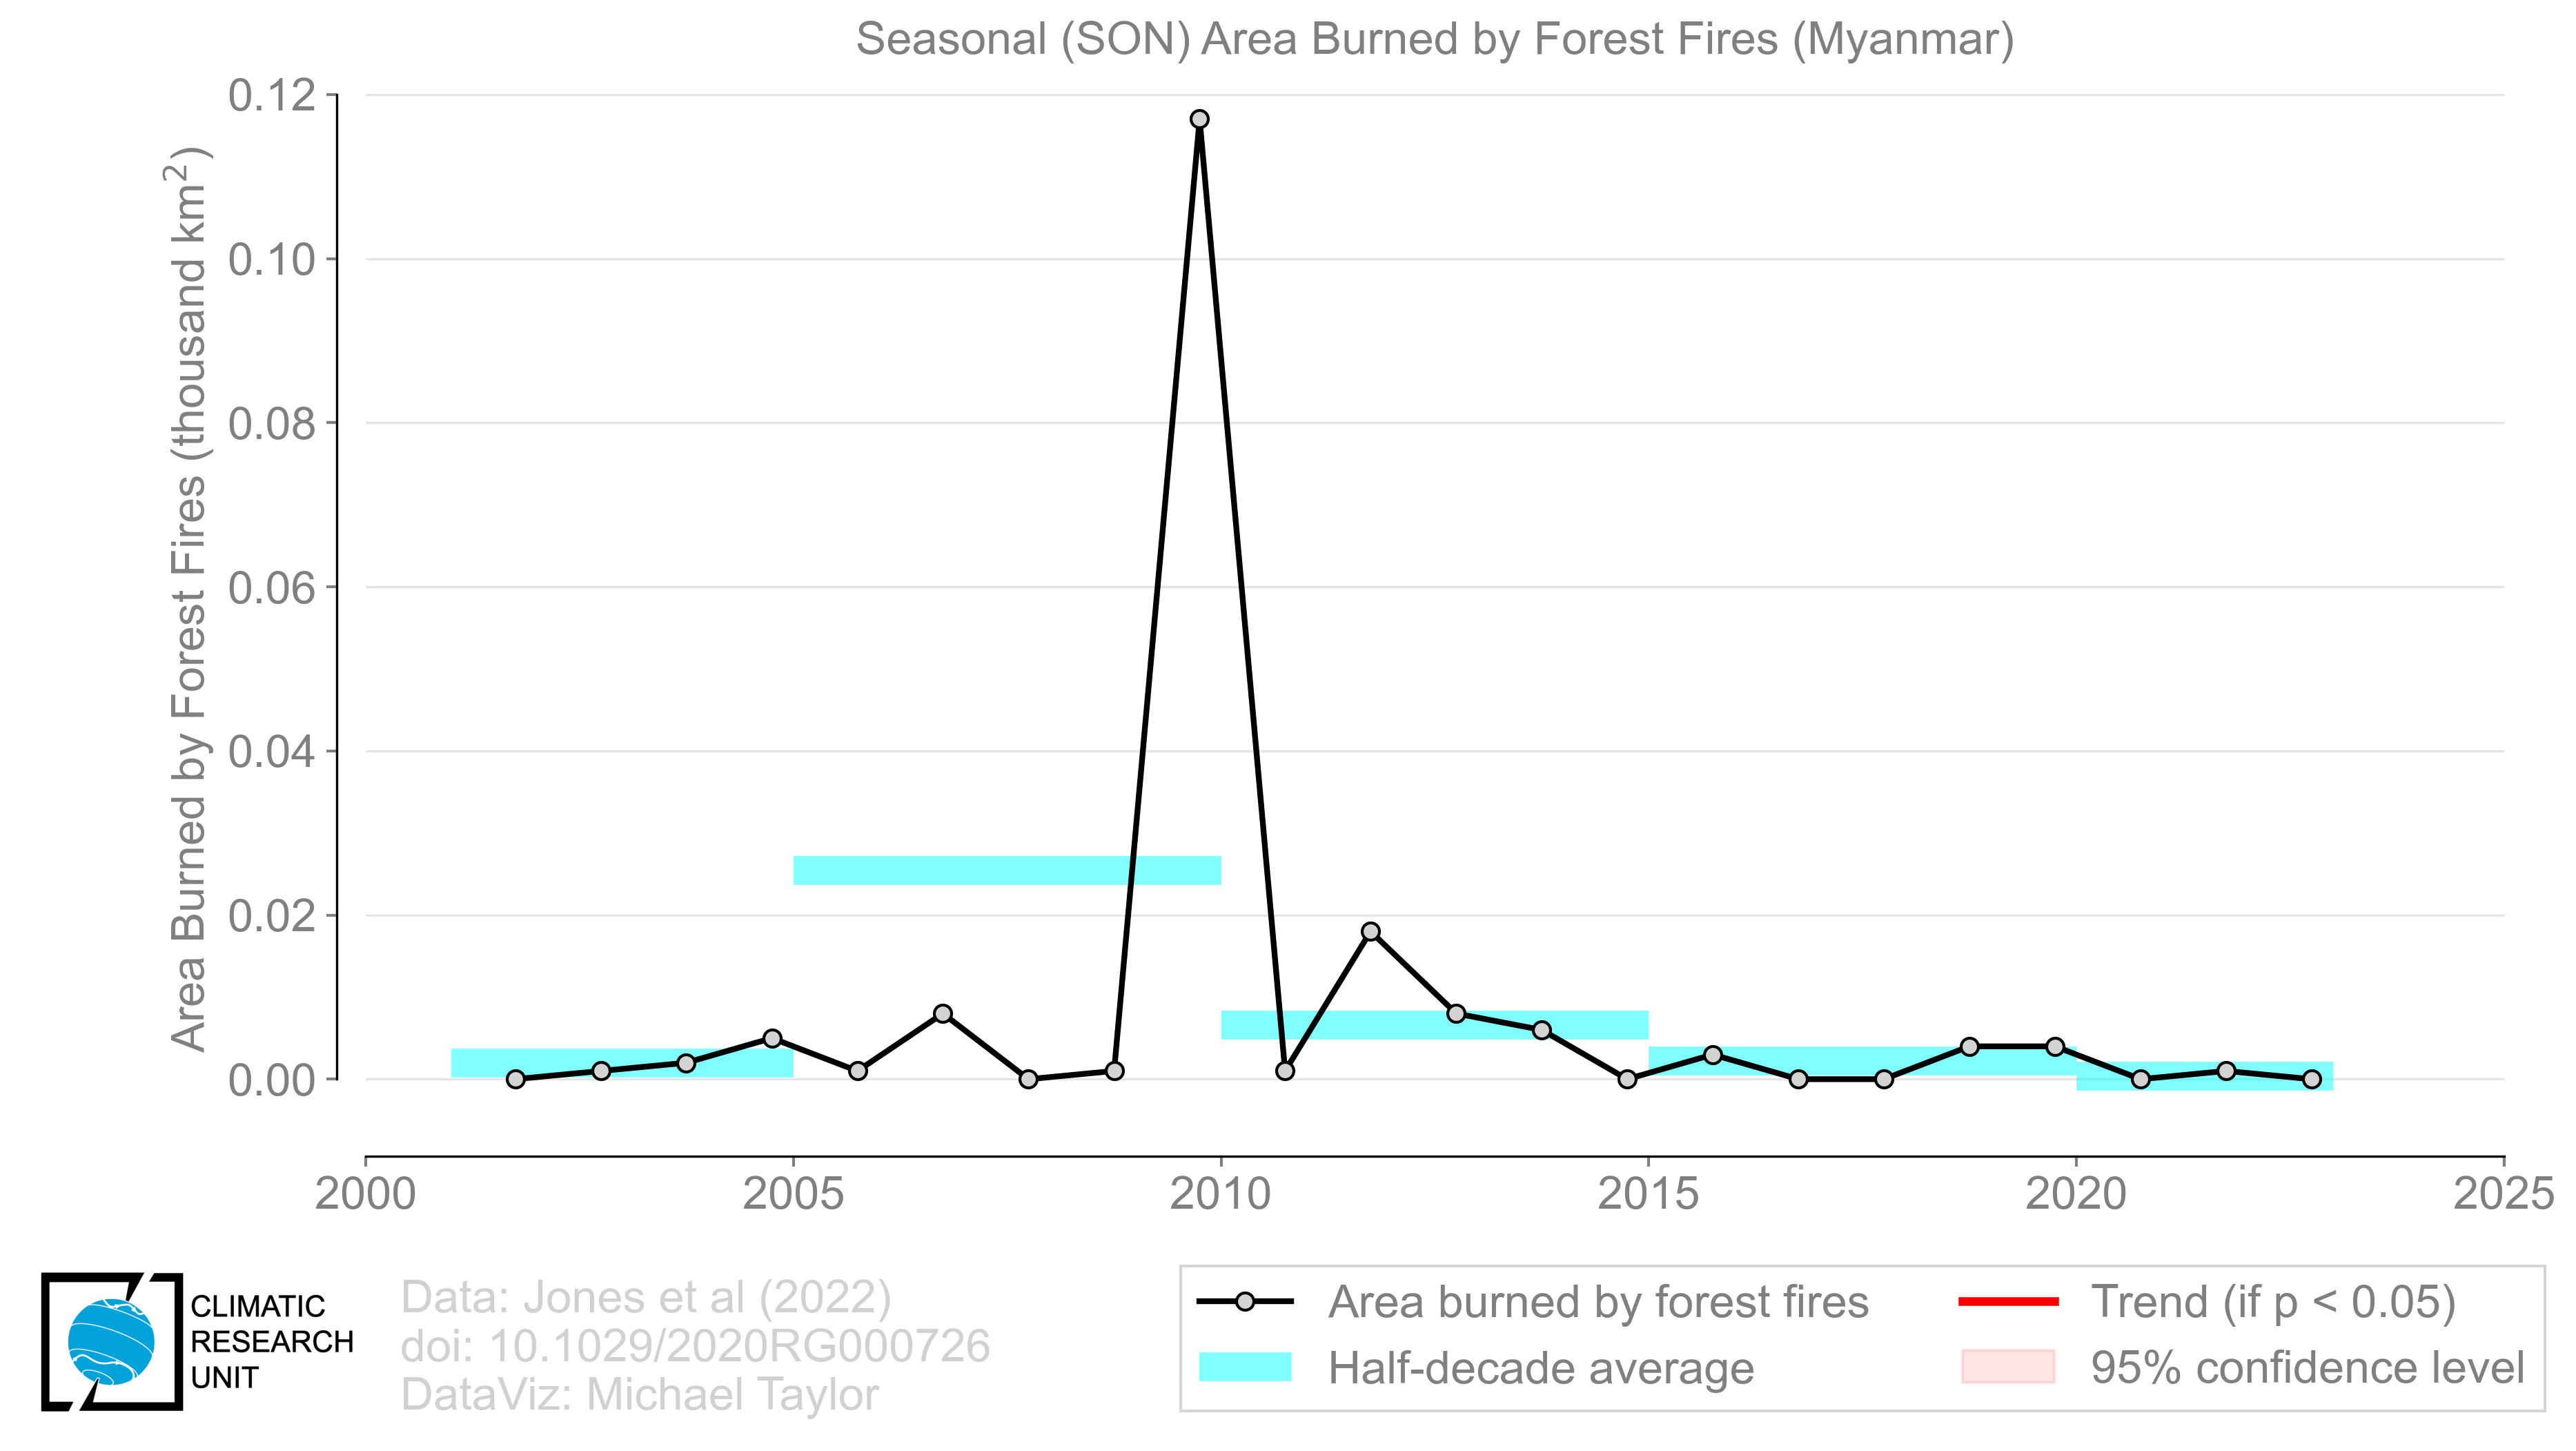 Seasonal (SON) Area Burned by Forest Fires (Myanmar)
Area Burned by Forest Fires (thousand km²)
0.12
0.10
0.08
0.06
0.04
0.02
0.00
2000 2005 2010 2015 2020 2025
CLIMATIC
RESEARCH
UNIT
Data: Jones et al (2022)
doi: 10.1029/2020RG000726
DataViz: Michael Taylor
Area burned by forest fires
Half-decade average
Trend (if p < 0.05)
95% confidence level